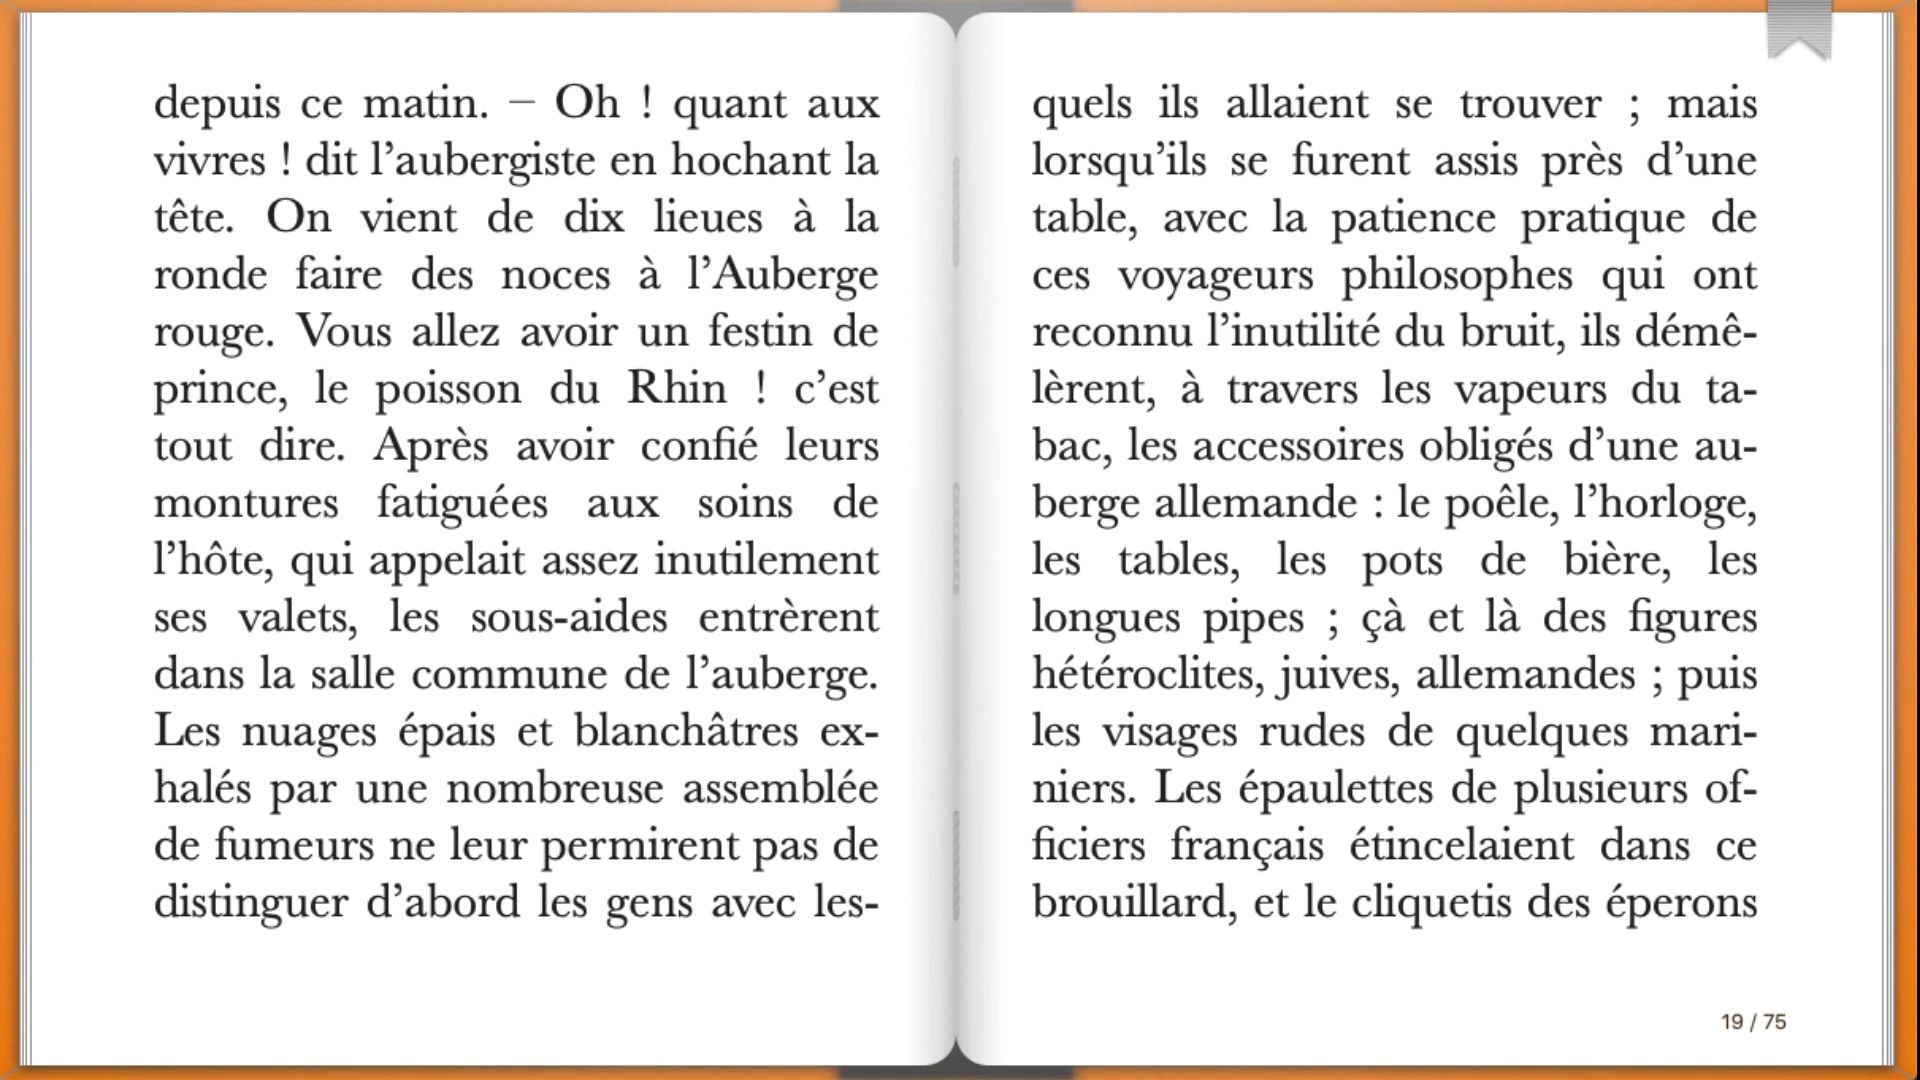 depuis ce matin. – Oh ! quant aux
vivres ! dit l’aubergiste en hochant la
tête. On vient de dix lieues à la
ronde faire des noces à l’Auberge
rouge. Vous allez avoir un festin de
prince, le poisson du Rhin ! c’est
tout dire. Après avoir confié leurs
montures fatiguées aux soins de
l’hôte, qui appelait assez inutilement
ses valets, les sous-aides entrèrent
dans la salle commune de l’auberge.
Les nuages épais et blanchâtres ex-
halés par une nombreuse assemblée
de fumeurs ne leur permirent pas de
distinguer d’abord les gens avec les-
quels ils allaient se trouver ; mais
lorsqu’ils se furent assis près d’une
table, avec la patience pratique de
ces voyageurs philosophes qui ont
reconnu l’inutilité du bruit, ils démê-
lèrent, à travers les vapeurs du ta-
bac, les accessoires obligés d’une au-
berge allemande : le poêle, l’horloge,
les tables, les pots de bière, les
longues pipes ; çà et là des figures
hétéroclites, juives, allemandes ; puis
les visages rudes de quelques mari-
niers. Les épaulettes de plusieurs of-
ficiers français étincelaient dans ce
brouillard, et le cliquetis des éperons
19 / 75